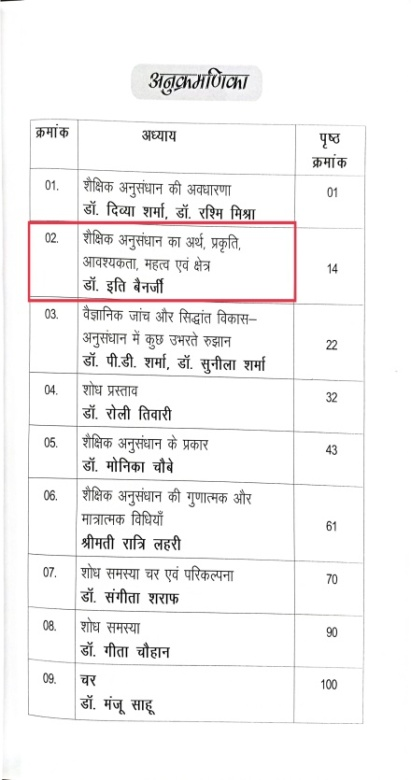 अनुक्रमणिका
क्रमांक अध्याय पृष्ठ
क्रमांक
01. शैक्षिक अनुसंधान की अवधारणा 01
डॉ. दिव्या शर्मा, डॉ. रश्मि मिश्रा
02. शैक्षिक अनुसंधान का अर्थ, प्रकृति,
आवश्यकता, महत्व एवं क्षेत्र 14
डॉ. इति बैनर्जी
03. वैज्ञानिक जांच और सिद्धांत विकास–
अनुसंधान में कुछ उभरते रुझान 22
डॉ. पी.डी. शर्मा, डॉ. सुनीला शर्मा
04. शोध प्रस्ताव 32
डॉ. रोली तिवारी
05. शैक्षिक अनुसंधान के प्रकार 43
डॉ. मोनिका चौबे
06. शैक्षिक अनुसंधान की गुणात्मक और
मात्रात्मक विधियाँ 61
श्रीमती रात्रि लहरी
07. शोध समस्या चर एवं परिकल्पना 70
डॉ. संगीता शराफ
08. शोध समस्या 90
डॉ. गीता चौहान
09. चर 100
डॉ. मंजू साहू